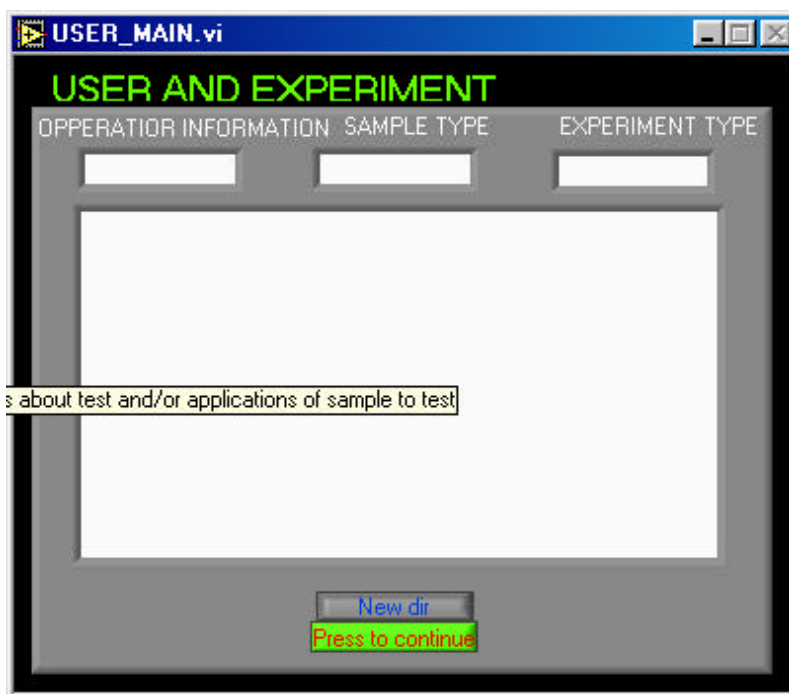 USER_MAIN.vi
USER AND EXPERIMENT
OPPERATIOR INFORMATION SAMPLE TYPE EXPERIMENT TYPE
s about test and/or applications of sample to test
New dir
Press to continue